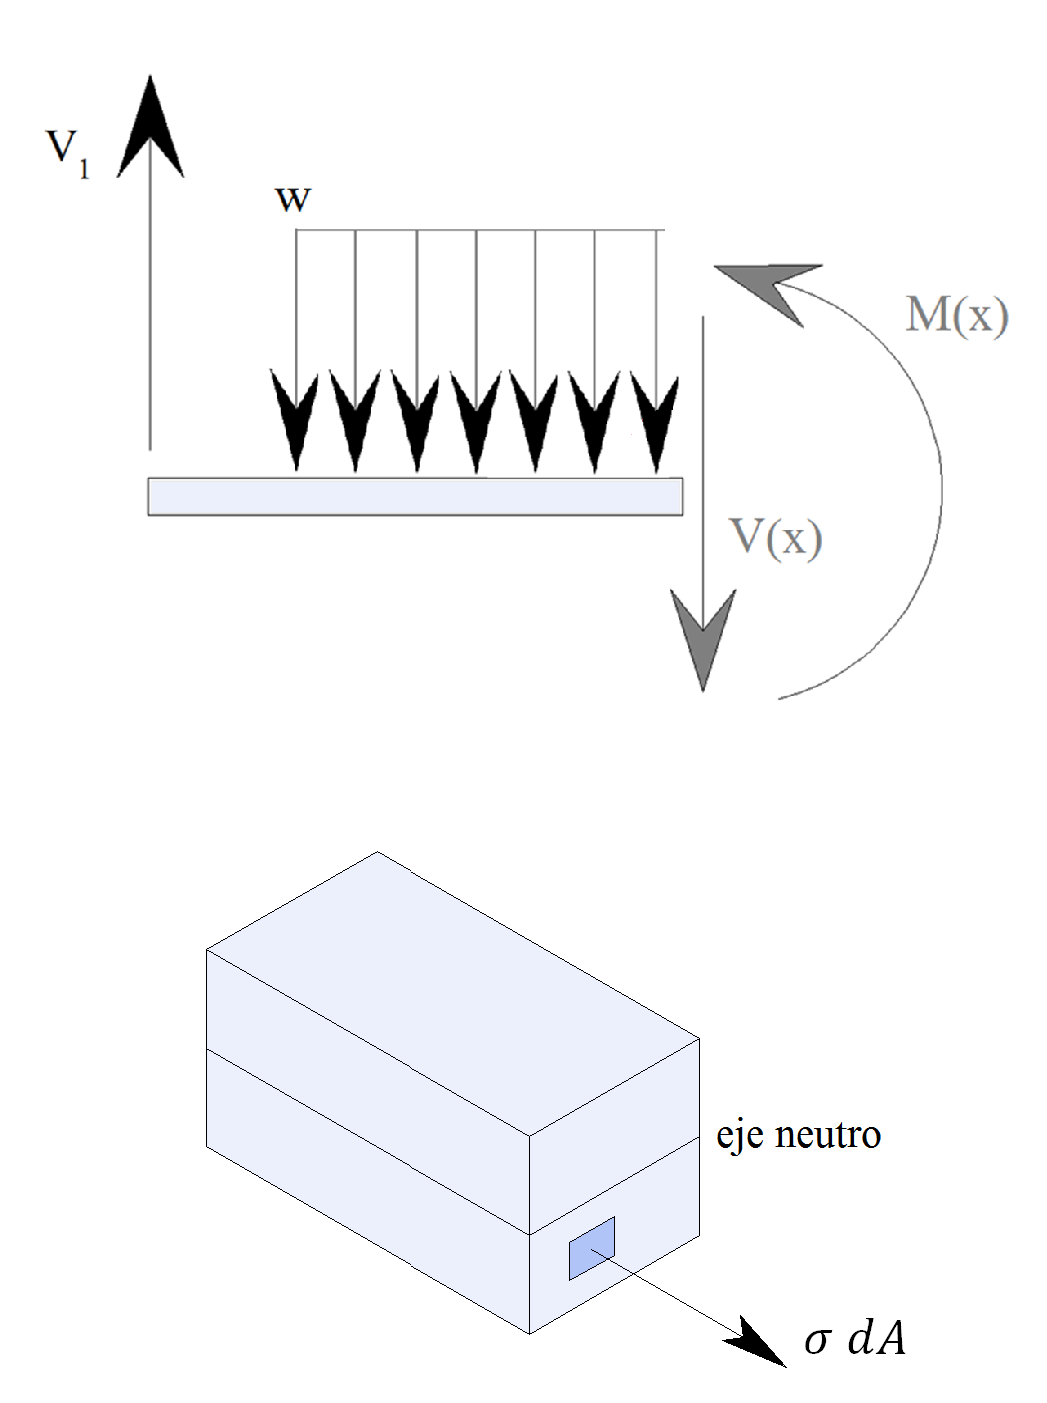 V₁
w
M(x)
V(x)
eje neutro
σ dA